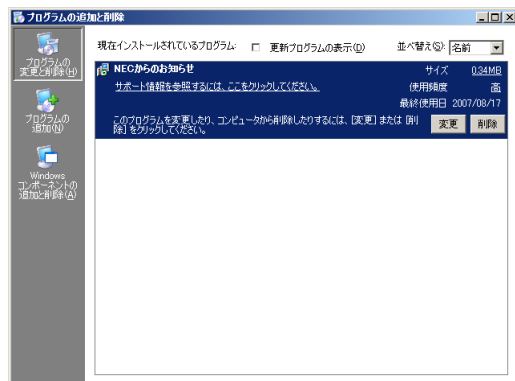 プログラムの追加と削除
プログラムの
変更と削除(H)
プログラムの
追加(N)
Windows
コンポーネントの
追加と削除(A)
現在インストールされているプログラム:
更新プログラムの表示(D)
並べ替え(S):
名前
NECからのお知らせ
サイズ
0.34MB
サポート情報を参照するには、ここをクリックしてください。
使用頻度
高
最終使用日
2007/08/17
このプログラムを変更したり、コンピュータから削除したりするには、[変更] または [削
除] をクリックしてください。
変更
削除